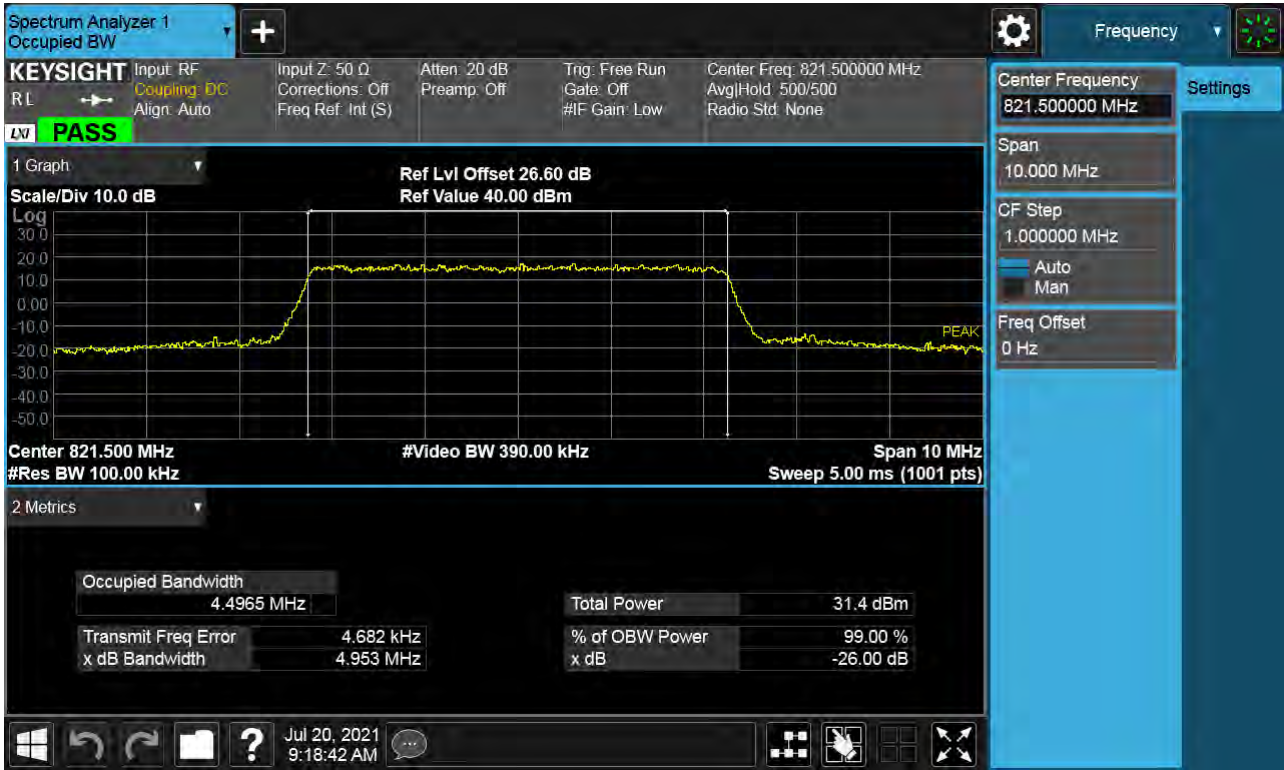 Spectrum Analyzer 1
Occupied BW
+
Frequency
KEYSIGHT
RL
LXI
PASS
Input: RF
Coupling: DC
Align: Auto
Input Z: 50 Ω
Corrections: Off
Freq Ref: Int (S)
Atten: 20 dB
Preamp: Off
Trig: Free Run
Gate: Off
#IF Gain: Low
Center Freq: 821.500000 MHz
Avg|Hold: 500/500
Radio Std: None
Center Frequency
821.500000 MHz
Settings
Span
10.000 MHz
CF Step
1.000000 MHz
Auto
Man
Freq Offset
0 Hz
1 Graph
Scale/Div 10.0 dB
Ref Lvl Offset 26.60 dB
Ref Value 40.00 dBm
Log
30.0
20.0
10.0
0.00
-10.0
-20.0
-30.0
-40.0
-50.0
PEAK
Center 821.500 MHz
#Video BW 390.00 kHz
Span 10 MHz
#Res BW 100.00 kHz
Sweep 5.00 ms (1001 pts)
2 Metrics
Occupied Bandwidth
4.4965 MHz
Total Power 31.4 dBm
Transmit Freq Error 4.682 kHz
% of OBW Power 99.00 %
x dB Bandwidth 4.953 MHz
x dB -26.00 dB
?
Jul 20, 2021
9:18:42 AM